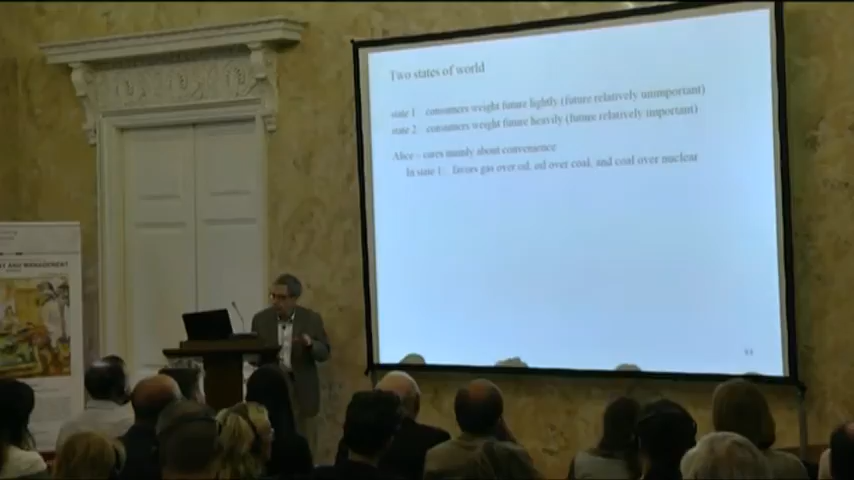 Two states of world
state 1 consumers weight future lightly (future relatively unimportant)
state 2 consumers weight future heavily (future relatively important)
Alice – cares mainly about convenience
In state 1: favors gas over oil, oil over coal, and coal over nuclear
AND MANAGEMENT